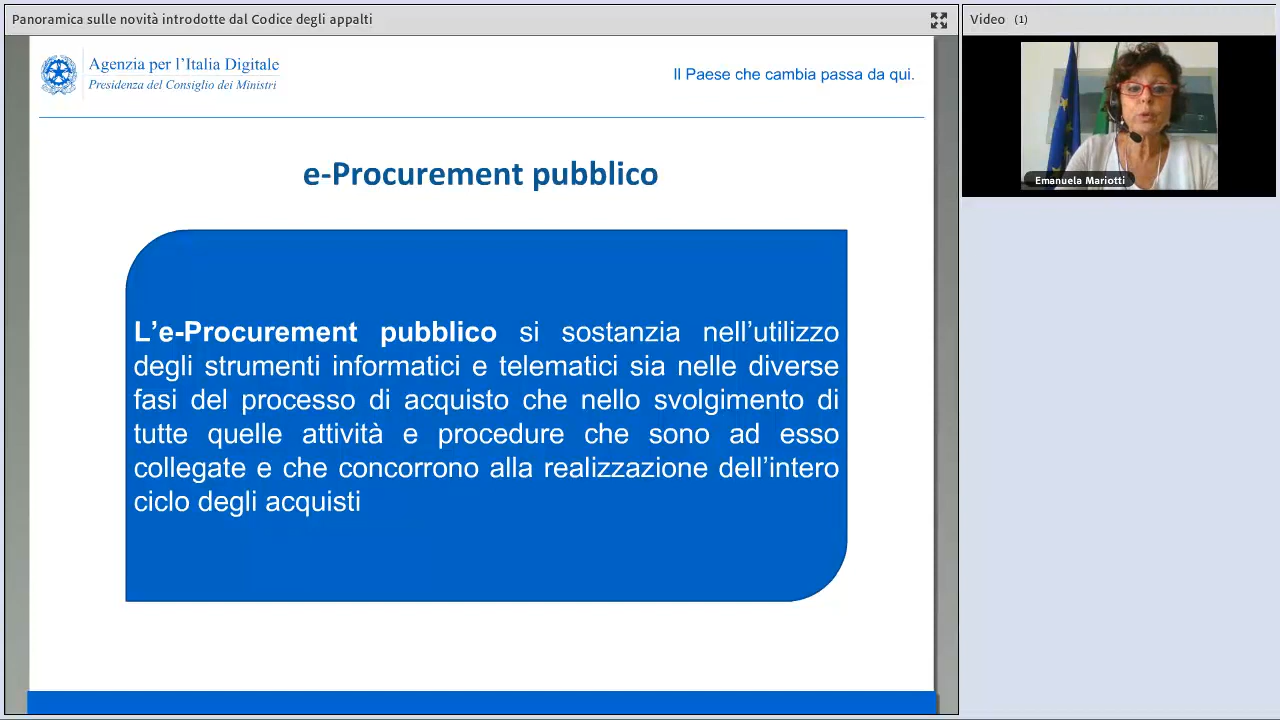 Panoramica sulle novità introdotte dal Codice degli appalti
Video (1)
Agenzia per l'Italia Digitale
Presidenza del Consiglio dei Ministri
Il Paese che cambia passa da qui.
Emanuela Mariotti
e-Procurement pubblico
L'e-Procurement pubblico si sostanzia nell'utilizzo
degli strumenti informatici e telematici sia nelle diverse
fasi del processo di acquisto che nello svolgimento di
tutte quelle attività e procedure che sono ad esso
collegate e che concorrono alla realizzazione dell'intero
ciclo degli acquisti